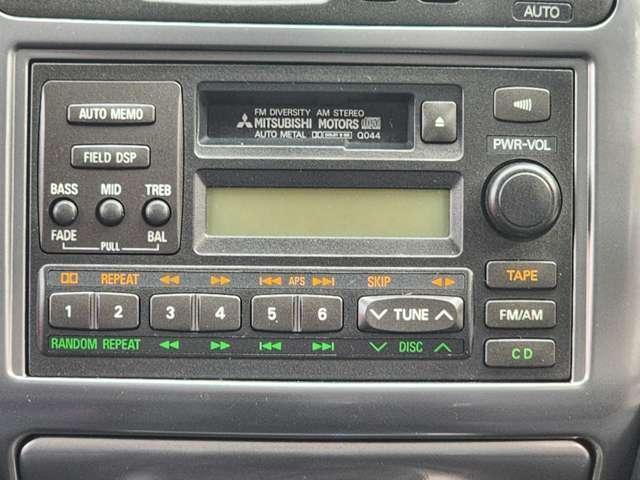 AUTO
AUTO MEMO
FIELD DSP
BASS MID TREB
FADE BAL
PULL
FM DIVERSITY AM STEREO
MITSUBISHI MOTORS
AUTO METAL Q044
PWR-VOL
REPEAT APS SKIP
1 2 3 4 5 6 TUNE
RANDOM REPEAT DISC
TAPE
FM/AM
CD